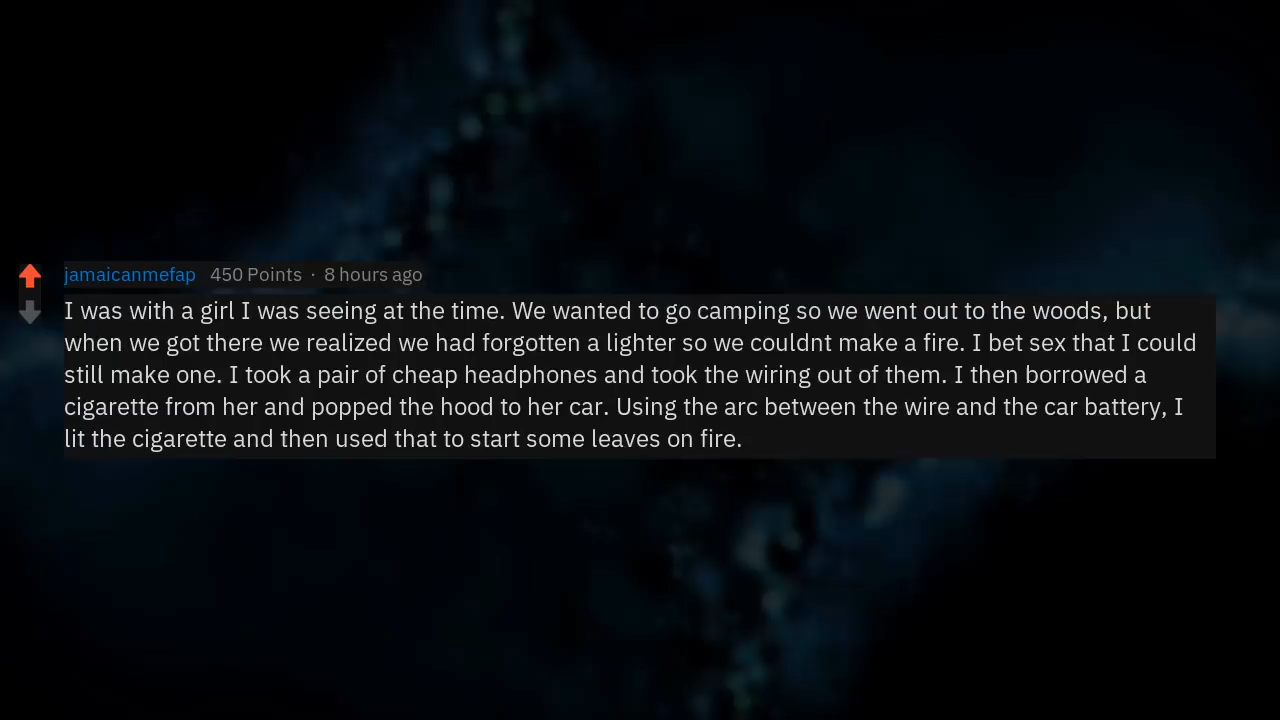 jamaicanmefap 450 Points · 8 hours ago
I was with a girl I was seeing at the time. We wanted to go camping so we went out to the woods, but
when we got there we realized we had forgotten a lighter so we couldnt make a fire. I bet sex that I could
still make one. I took a pair of cheap headphones and took the wiring out of them. I then borrowed a
cigarette from her and popped the hood to her car. Using the arc between the wire and the car battery, I
lit the cigarette and then used that to start some leaves on fire.